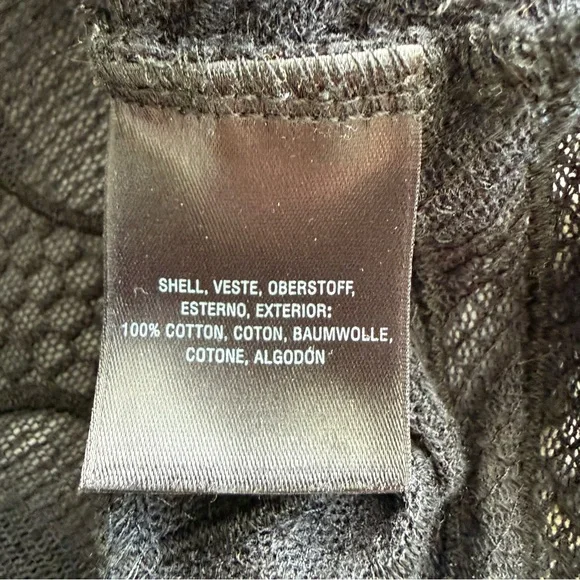 SHELL, VESTE, OBERSTOFF,
ESTERNO, EXTERIOR:
100% COTTON, COTON, BAUMWOLLE,
COTONE, ALGODÓN